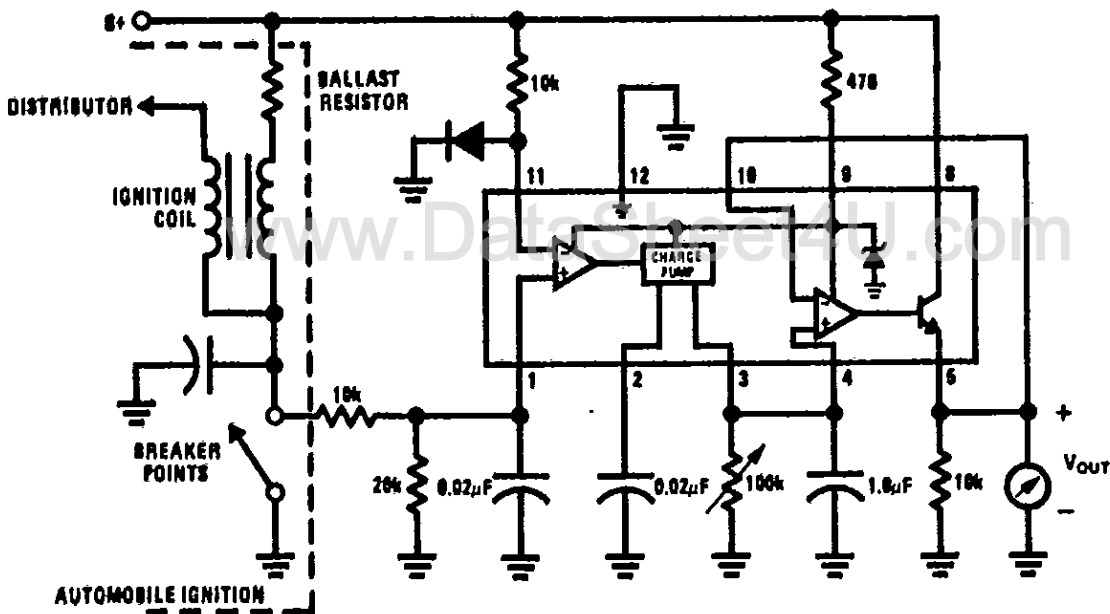 B+
BALLAST
RESISTOR
DISTRIBUTOR
10k
470
IGNITION
COIL
11
12
10
9
8
www.DataSheet4U.com
CHARGE
PUMP
-
+
-
+
1
2
3
4
5
10k
+
BREAKER
POINTS
20k
0.02μF
0.02μF
100k
1.0μF
10k
VOUT
-
AUTOMOBILE IGNITION